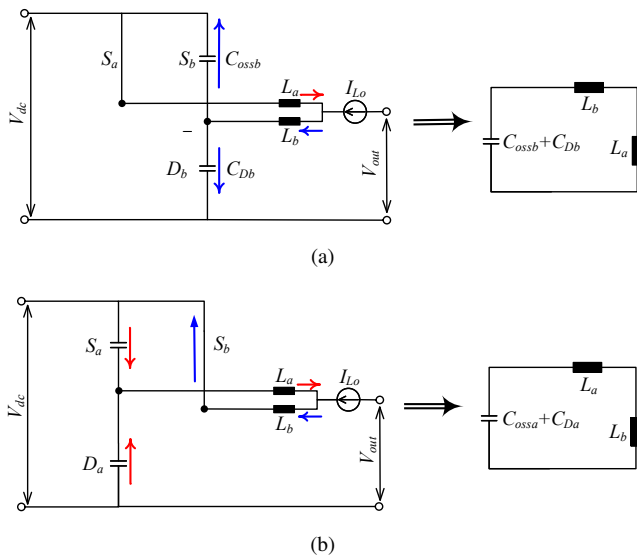 S_a S_b C_ossb
L_a I_Lo
V_dc
L_b
L_b
C_ossb+C_Db
L_a
–
D_b C_Db
V_out
(a)
S_a S_b
L_a I_Lo
V_dc
L_b
L_a
C_ossa+C_Da
L_b
D_a
V_out
(b)